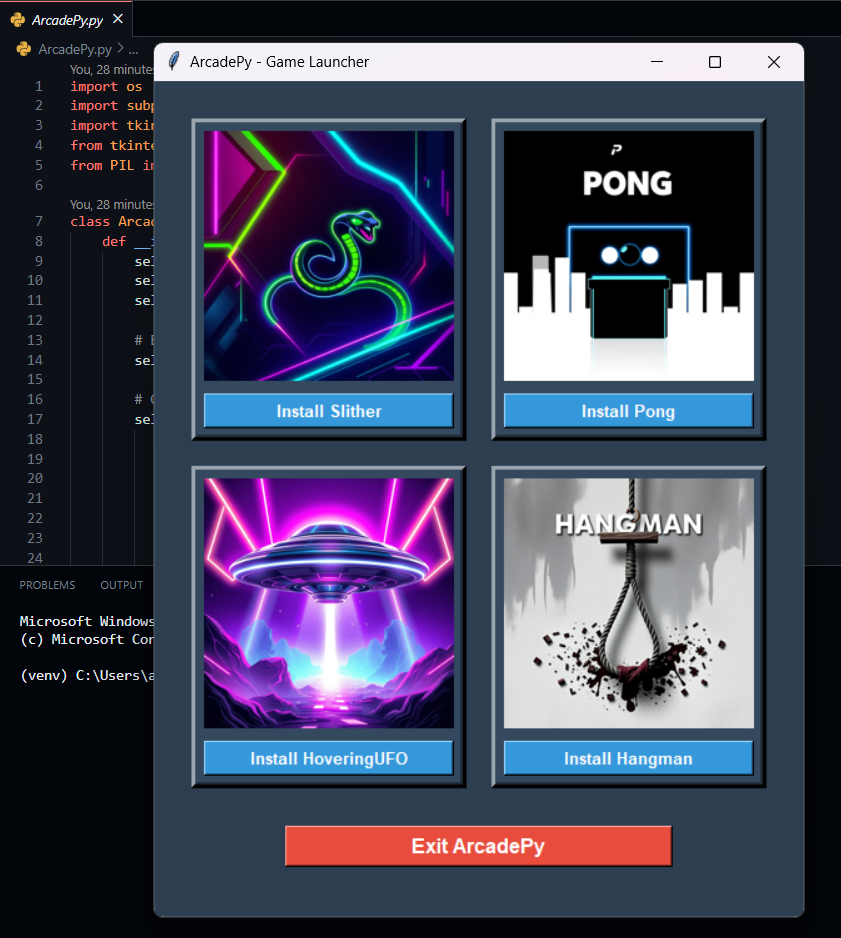 ArcadePy.py
ArcadePy.py > ...
ArcadePy - Game Launcher
You, 28 minute
1 import os
2 import subp
3 import tkin
4 from tkinte
5 from PIL in
6
You, 28 minute
7 class Arcad
8 def __i
9 sel
10 sel
11 sel
12
13 # E
14 sel
15
16 # C
17 sel
18
19
20
21
22
23
24
PROBLEMS OUTPUT
Microsoft Windows
(c) Microsoft Cor
(venv) C:\Users\a
P
PONG
Install Slither
Install Pong
HANGMAN
Install HoveringUFO
Install Hangman
Exit ArcadePy